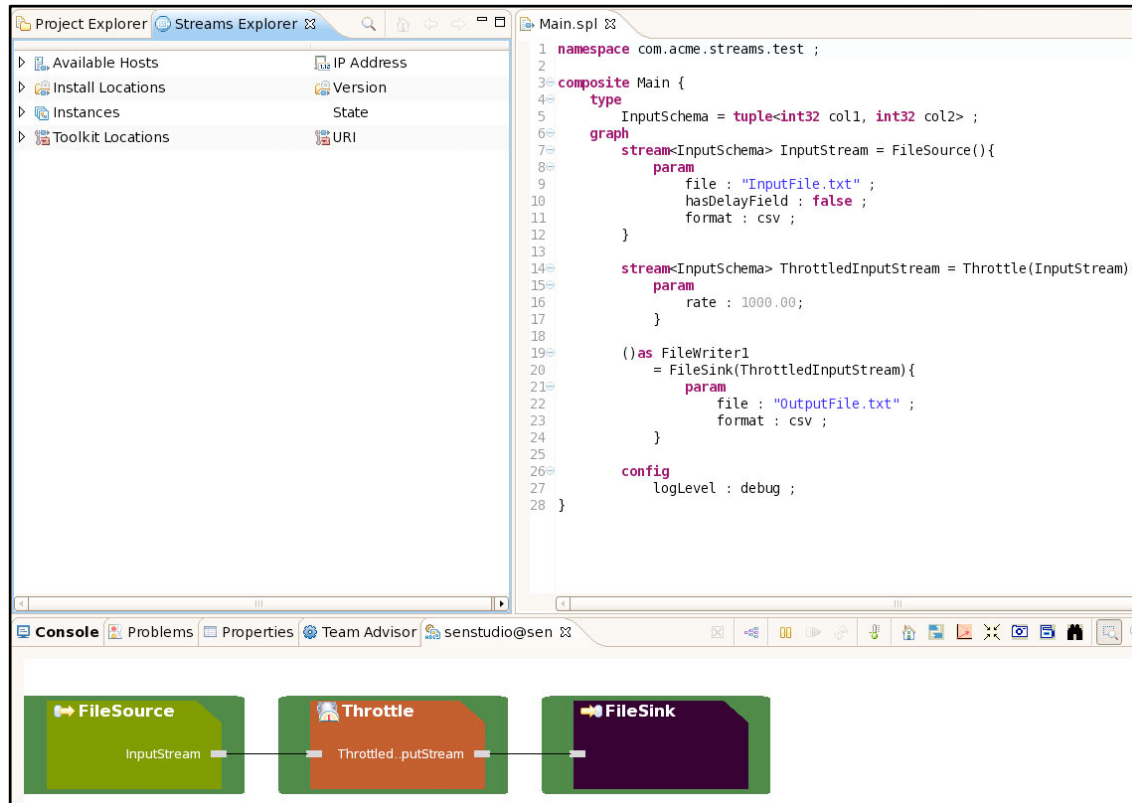 Project Explorer Streams Explorer
Available Hosts IP Address
Install Locations Version
Instances State
Toolkit Locations URI
Main.spl
1 namespace com.acme.streams.test ;
2
3 composite Main {
4 type
5 InputSchema = tuple<int32 col1, int32 col2> ;
6 graph
7 stream<InputSchema> InputStream = FileSource(){
8 param
9 file : "InputFile.txt" ;
10 hasDelayField : false ;
11 format : csv ;
12 }
13
14 stream<InputSchema> ThrottledInputStream = Throttle(InputStream)
15 param
16 rate : 1000.00;
17 }
18
19 ()as FileWriter1
20 = FileSink(ThrottledInputStream){
21 param
22 file : "OutputFile.txt" ;
23 format : csv ;
24 }
25
26 config
27 logLevel : debug ;
28 }
Console Problems Properties Team Advisor senstudio@sen
FileSource Throttle FileSink
InputStream Throttled..putStream